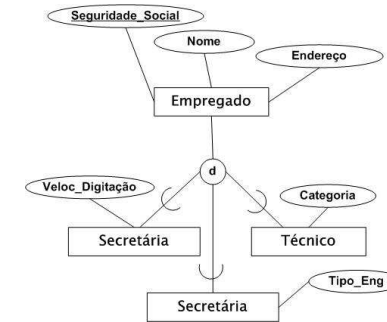 Seguridade_Social
Nome
Endereço
Empregado
d
Veloc_Digitação
Categoria
Secretária
Técnico
Tipo_Eng
Secretária